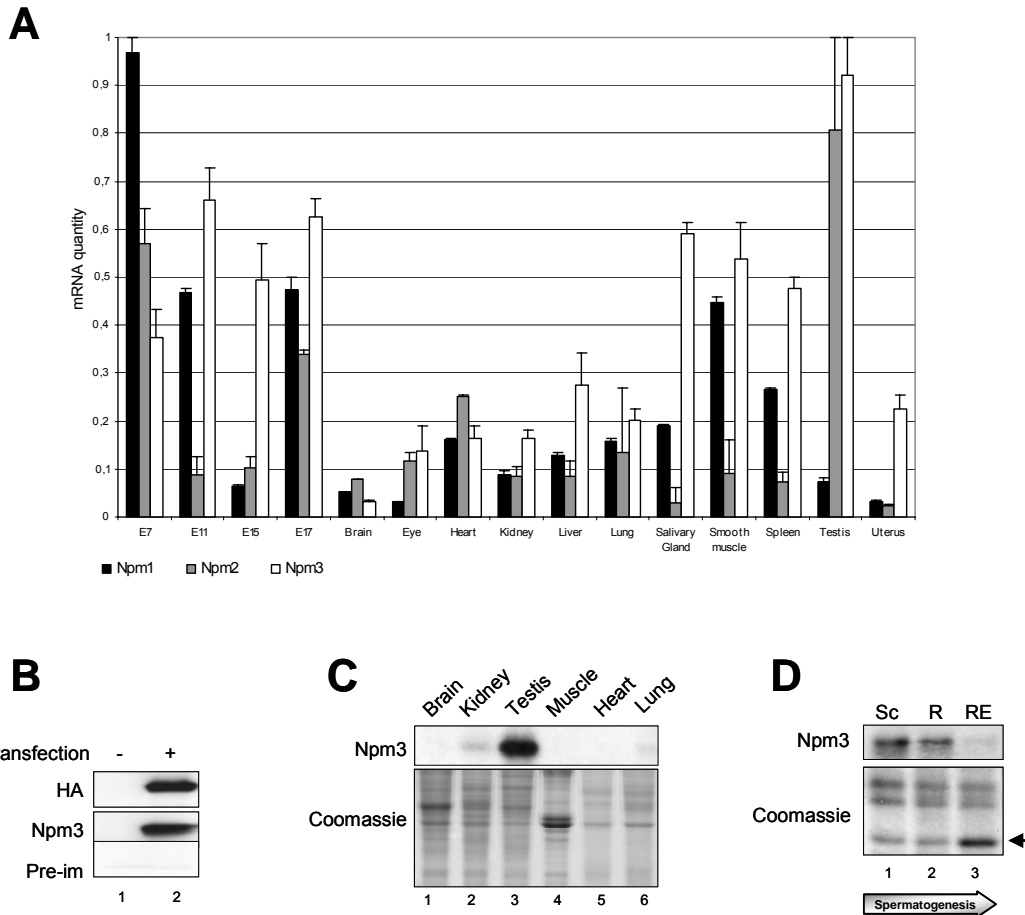 A
1
0,9
0,8
0,7
0,6
0,5
0,4
0,3
0,2
0,1
0
mRNA quantity
E7 E11 E15 E17 Brain Eye Heart Kidney Liver Lung Salivary Gland Smooth muscle Spleen Testis Uterus
Npm1 Npm2 Npm3
B
ansfection - +
HA
Npm3
Pre-im
1 2
C
Brain Kidney Testis Muscle Heart Lung
Npm3
Coomassie
1 2 3 4 5 6
D
Sc R RE
Npm3
Coomassie
1 2 3
Spermatogenesis